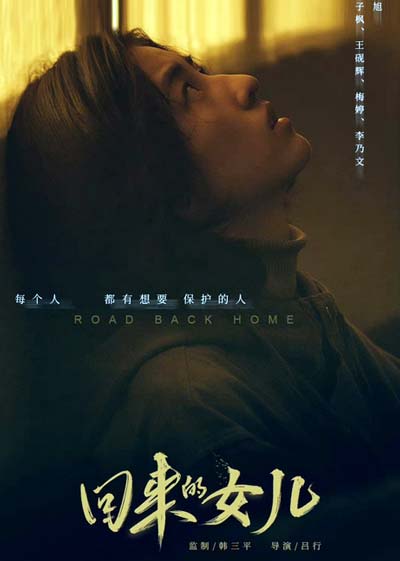 旭
子枫、王砚辉、梅婷、李乃文
每个人 都有想要 保护的人
ROAD BACK HOME
回来的女儿
监制/韩三平 导演/吕行